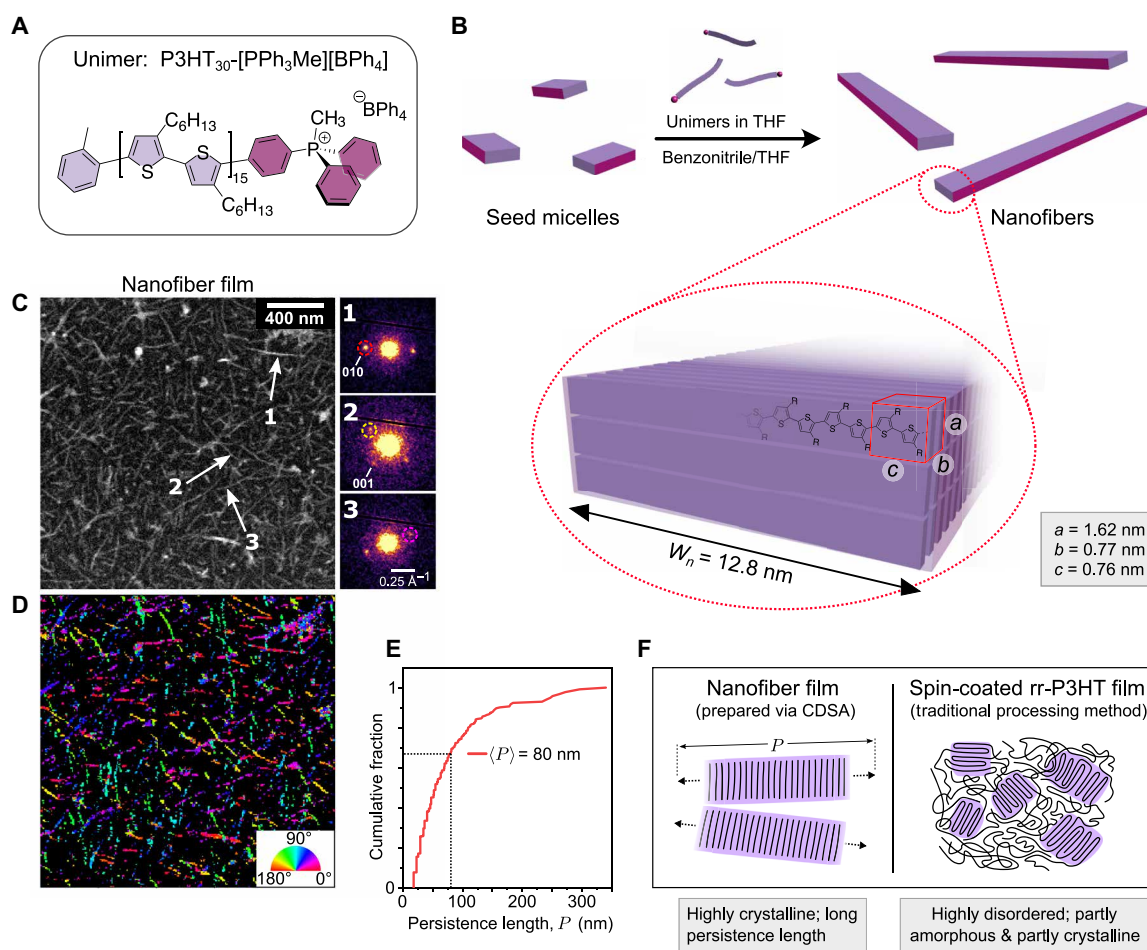 A
Unimer: P3HT₃₀-[PPh₃Me][BPh₄]
C₆H₁₃
S
S
15
C₆H₁₃
CH3
P
⊕
⊖
BPh₄
B
Unimers in THF
Benzonitrile/THF
Seed micelles
Nanofibers
R
R
R
R
R
R
S
S
S
S
S
S
a
b
c
Wₙ = 12.8 nm
a = 1.62 nm
b = 0.77 nm
c = 0.76 nm
C
Nanofiber film
400 nm
1
2
3
1
010
2
001
3
0.25 Å⁻¹
D
90°
180°
0°
E
Cumulative fraction
1
0
⟨P⟩ = 80 nm
0
50
100
200
300
Persistence length, P (nm)
F
Nanofiber film
(prepared via CDSA)
P
Highly crystalline; long
persistence length
Spin-coated rr-P3HT film
(traditional processing method)
Highly disordered; partly
amorphous & partly crystalline